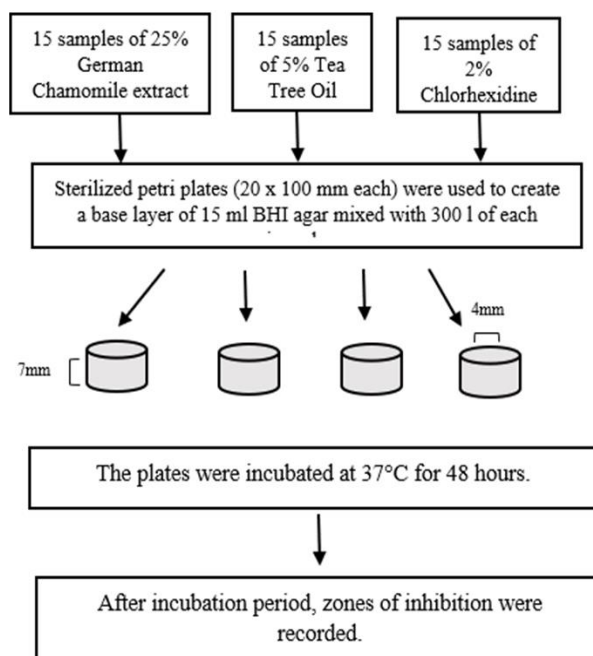 15 samples of 25%
German
Chamomile extract
15 samples
of 5% Tea
Tree Oil
15 samples of
2%
Chlorhexidine
Sterilized petri plates (20 x 100 mm each) were used to create
a base layer of 15 ml BHI agar mixed with 300 l of each
4mm
7mm
The plates were incubated at 37°C for 48 hours.
After incubation period, zones of inhibition were
recorded.